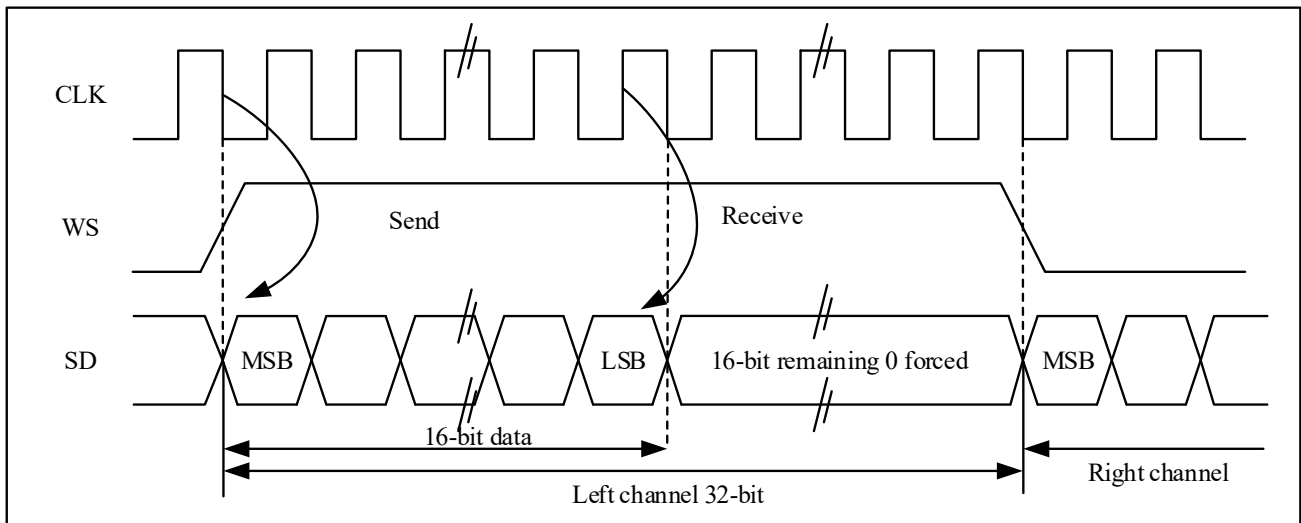 CLK
WS
Send
Receive
SD
MSB
LSB
16-bit remaining 0 forced
MSB
16-bit data
Right channel
Left channel 32-bit